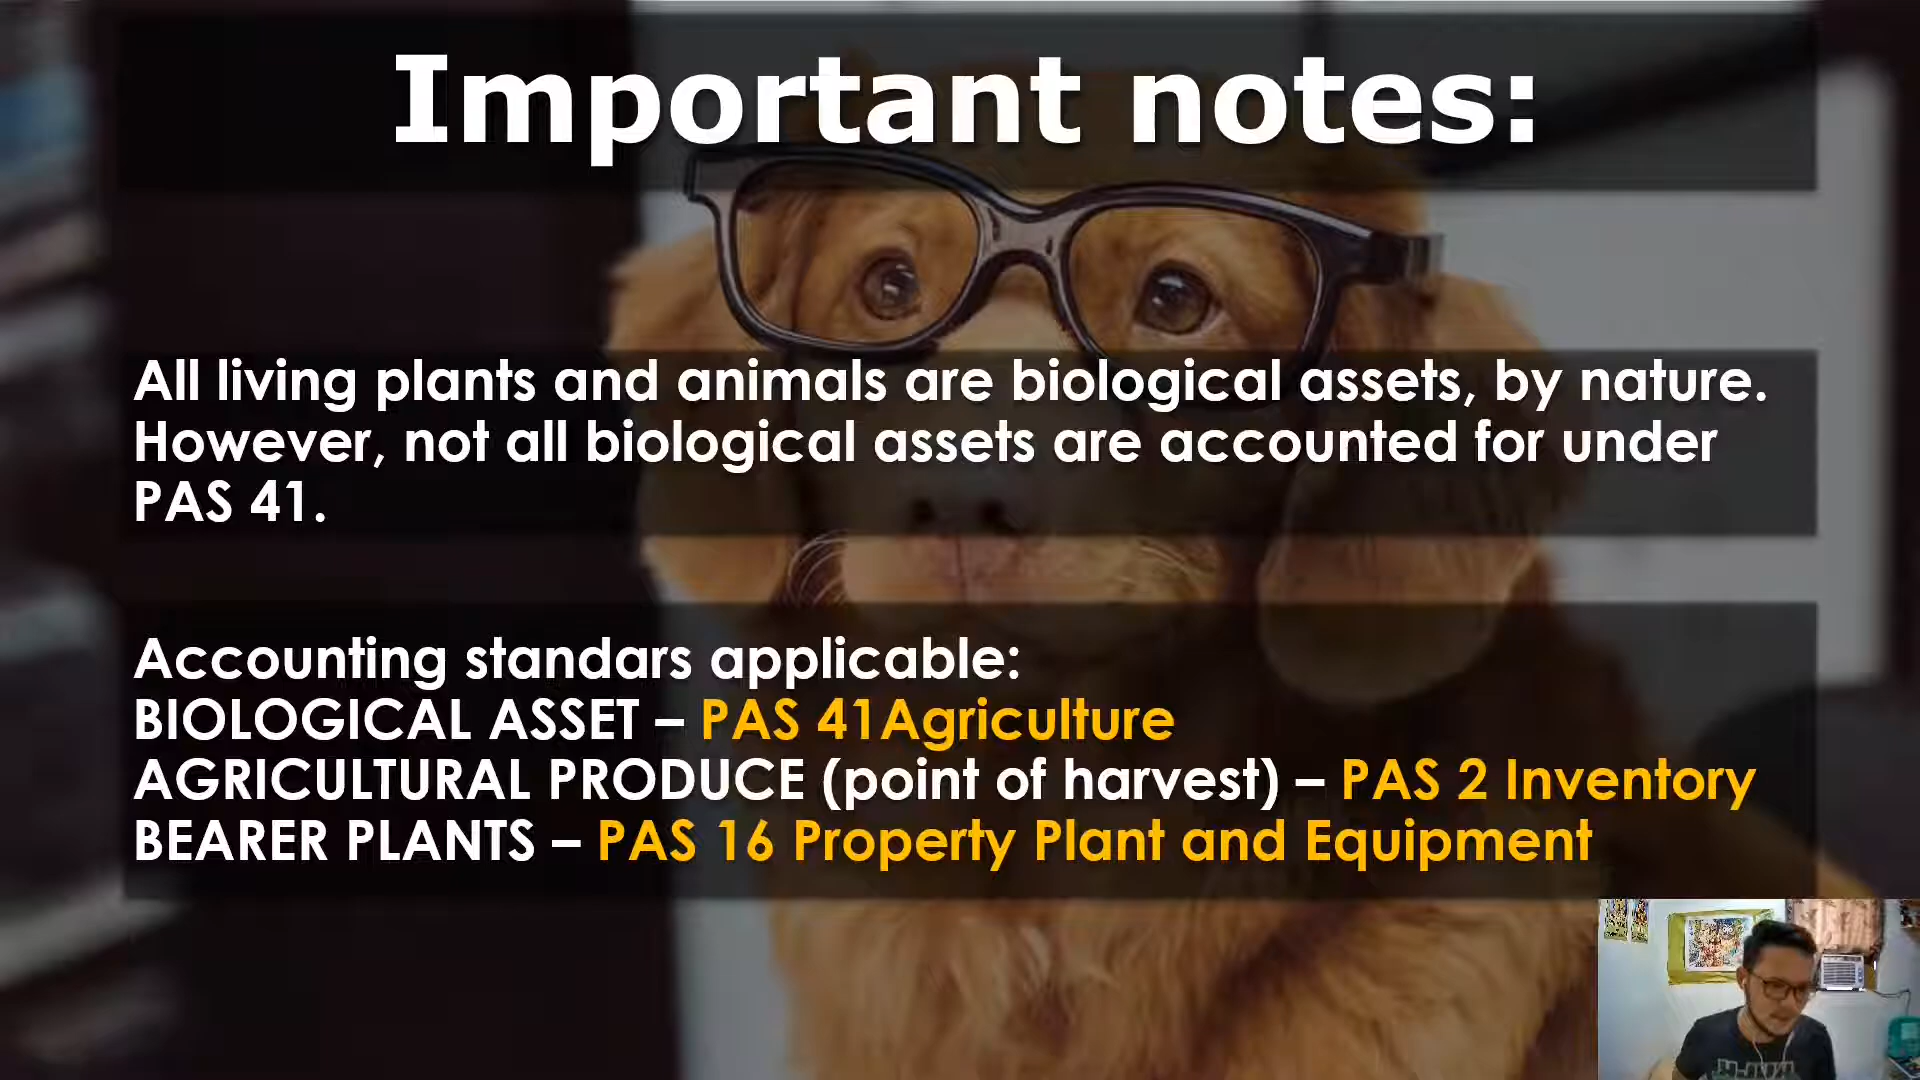 Important notes:
All living plants and animals are biological assets, by nature.
However, not all biological assets are accounted for under
PAS 41.
Accounting standars applicable:
BIOLOGICAL ASSET – PAS 41Agriculture
AGRICULTURAL PRODUCE (point of harvest) – PAS 2 Inventory
BEARER PLANTS – PAS 16 Property Plant and Equipment